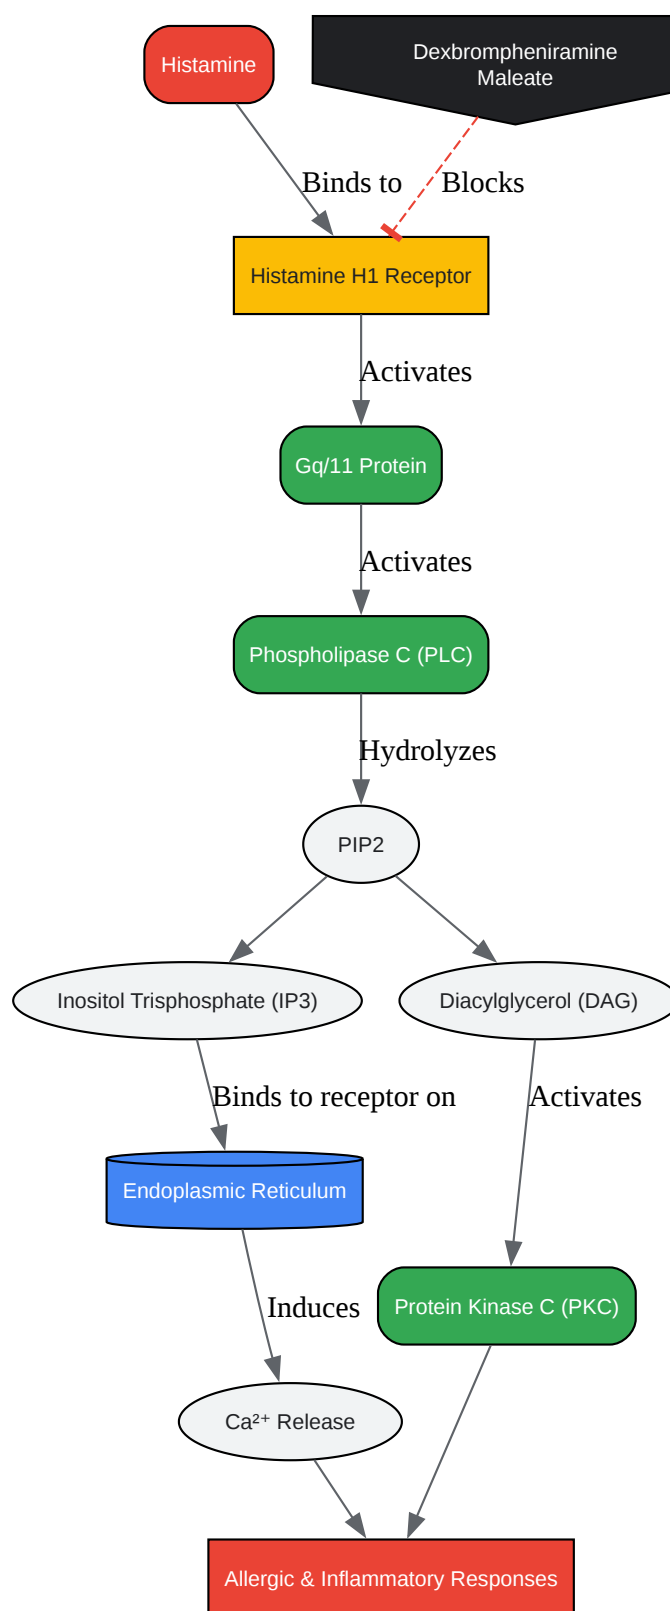 Histamine
Dexbrompheniramine
Maleate
Binds to
Blocks
Histamine H1 Receptor
Activates
Gq/11 Protein
Activates
Phospholipase C (PLC)
Hydrolyzes
PIP2
Inositol Trisphosphate (IP3)
Diacylglycerol (DAG)
Binds to receptor on
Activates
Endoplasmic Reticulum
Induces
Protein Kinase C (PKC)
Ca²⁺ Release
Allergic & Inflammatory Responses